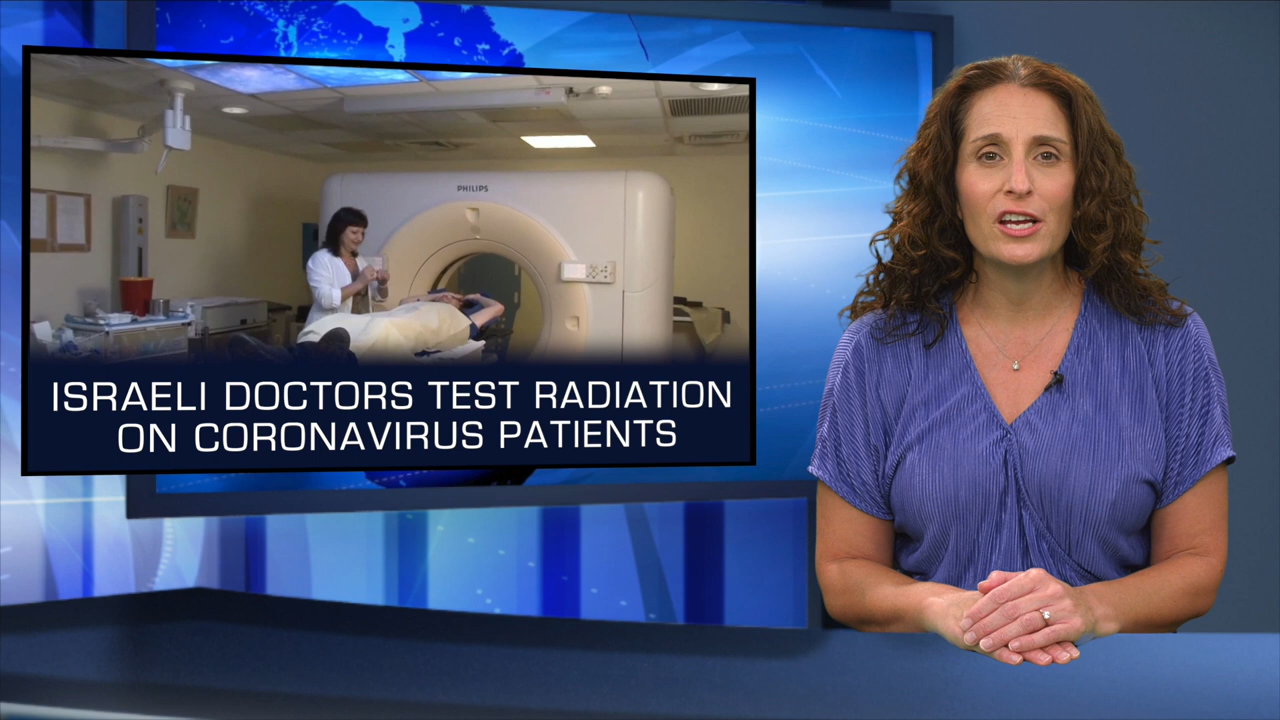 PHILIPS
ISRAELI DOCTORS TEST RADIATION
ON CORONAVIRUS PATIENTS